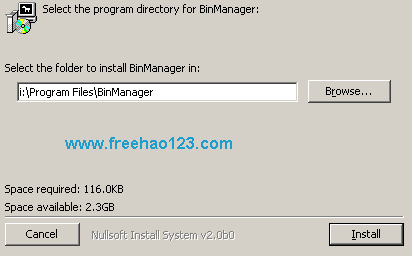 Select the program directory for BinManager:
Select the folder to install BinManager in:
i:\Program Files\BinManager
Browse...
www.freehao123.com
Space required: 116.0KB
Space available: 2.3GB
Cancel
Nullsoft Install System v2.0b0
Install